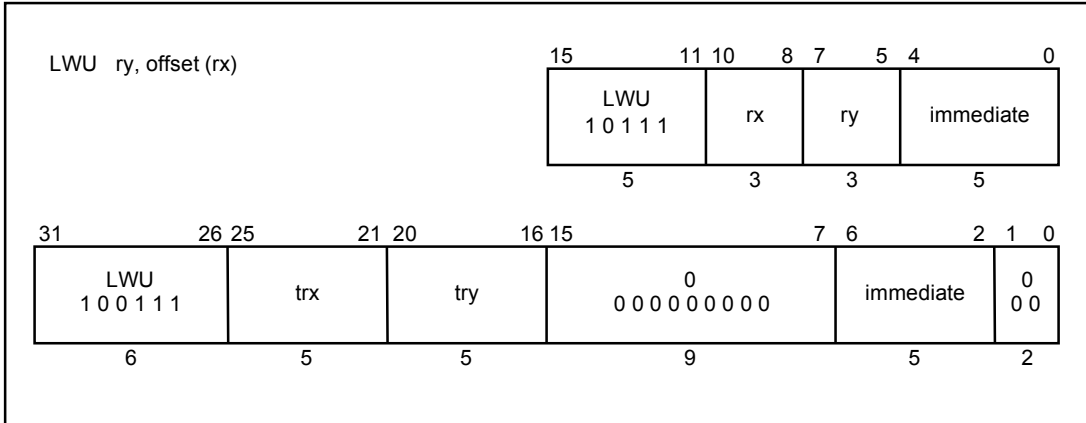 LWU ry, offset (rx)
15 11 10 8 7 5 4 0
LWU rx ry immediate
1 0 1 1 1
5 3 3 5
31 26 25 21 20 16 15 7 6 2 1 0
LWU trx try 0 immediate 0
1 0 0 1 1 1 0 0 0 0 0 0 0 0 0 0 0
6 5 5 9 5 2